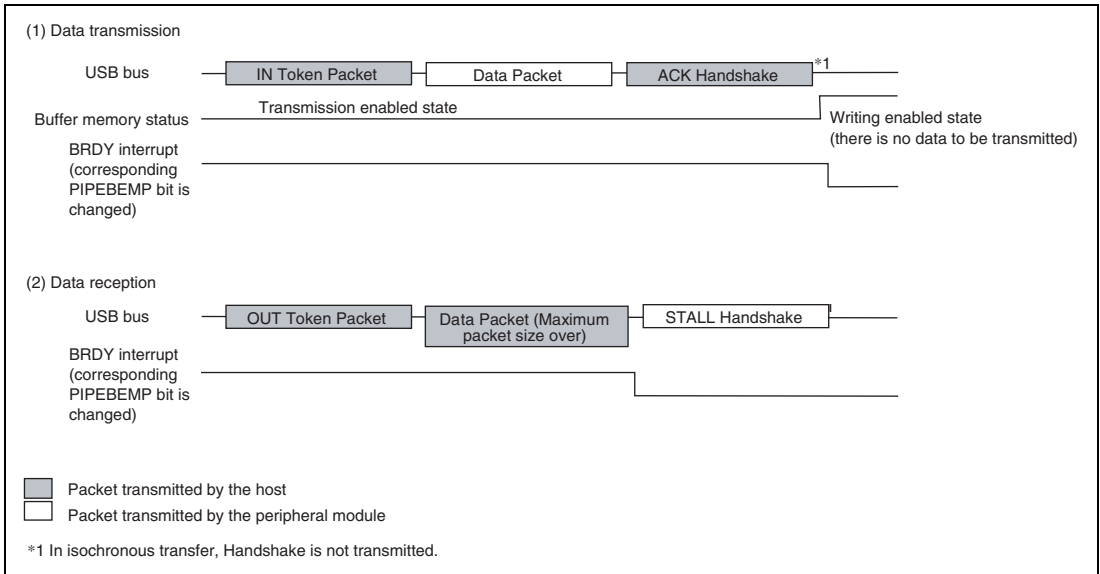 (1) Data transmission
USB bus
IN Token Packet
Data Packet
ACK Handshake
*1
Buffer memory status
Transmission enabled state
Writing enabled state
(there is no data to be transmitted)
BRDY interrupt
(corresponding
PIPEBEMP bit is
changed)
(2) Data reception
USB bus
OUT Token Packet
Data Packet (Maximum
packet size over)
STALL Handshake
BRDY interrupt
(corresponding
PIPEBEMP bit is
changed)
Packet transmitted by the host
Packet transmitted by the peripheral module
*1 In isochronous transfer, Handshake is not transmitted.